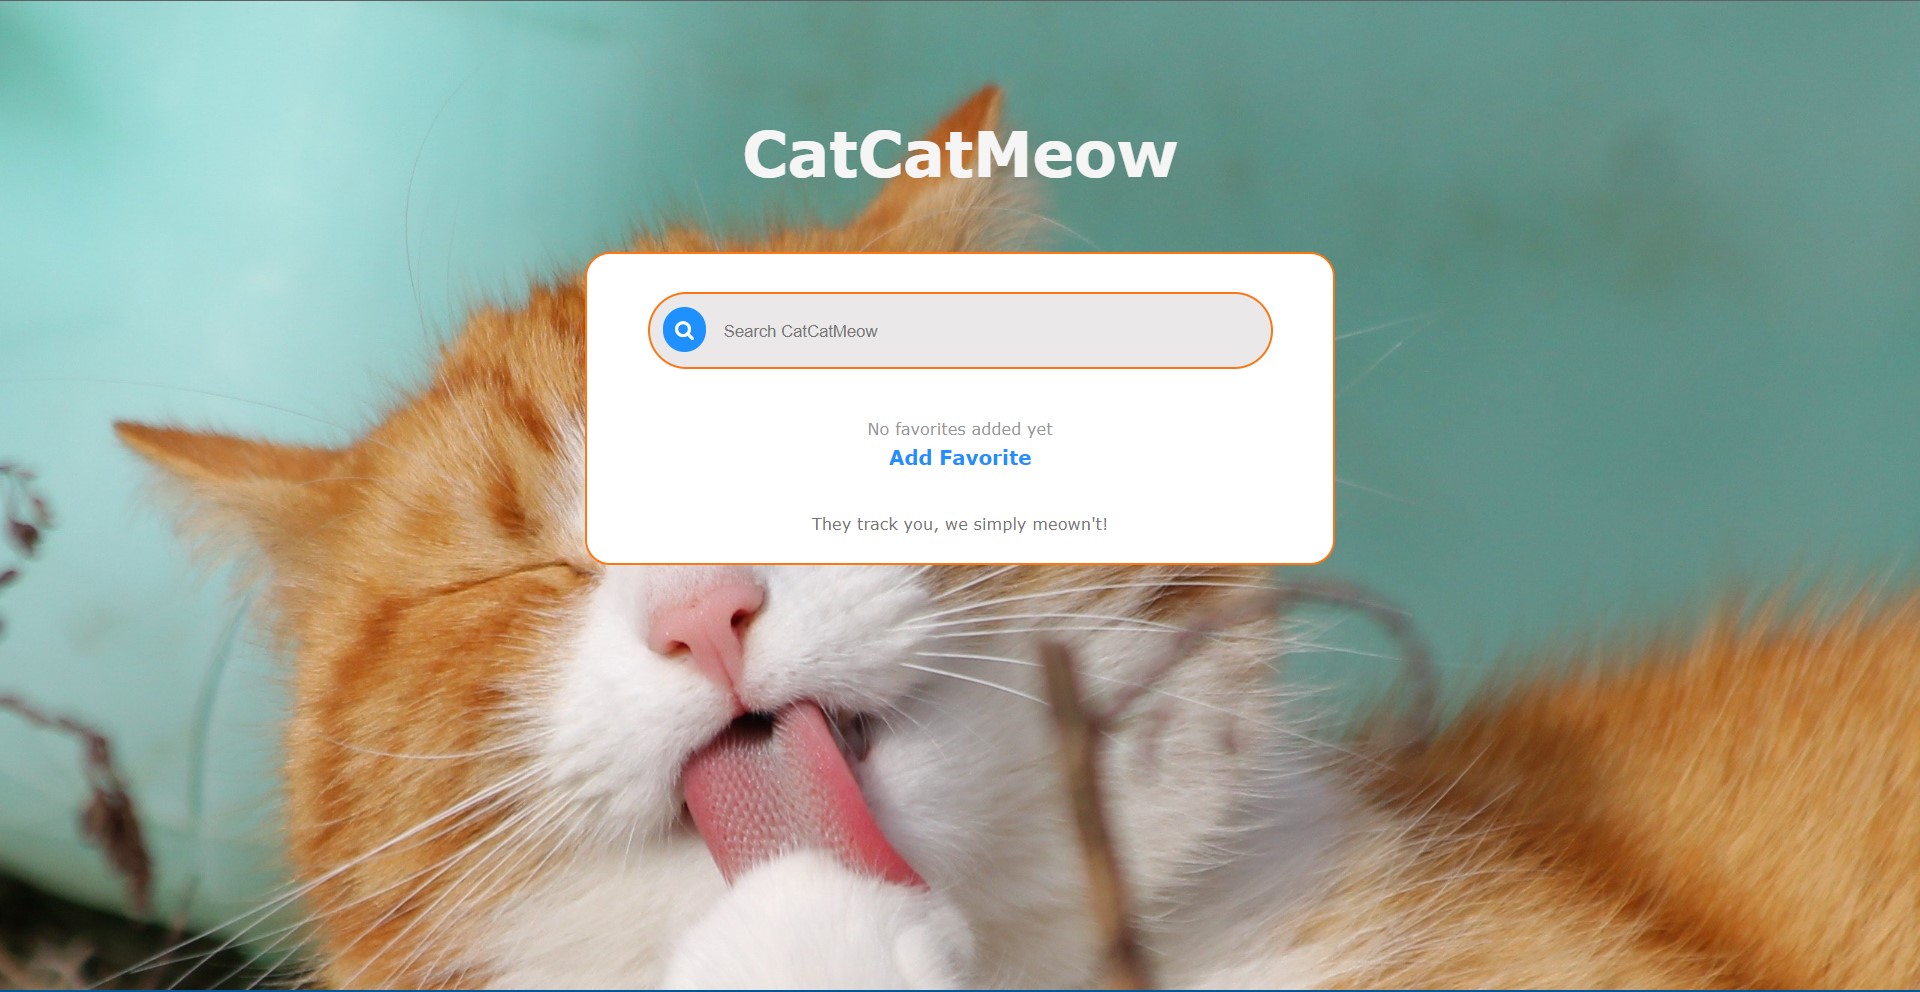 CatCatMeow
Search CatCatMeow
No favorites added yet
Add Favorite
They track you, we simply meown't!